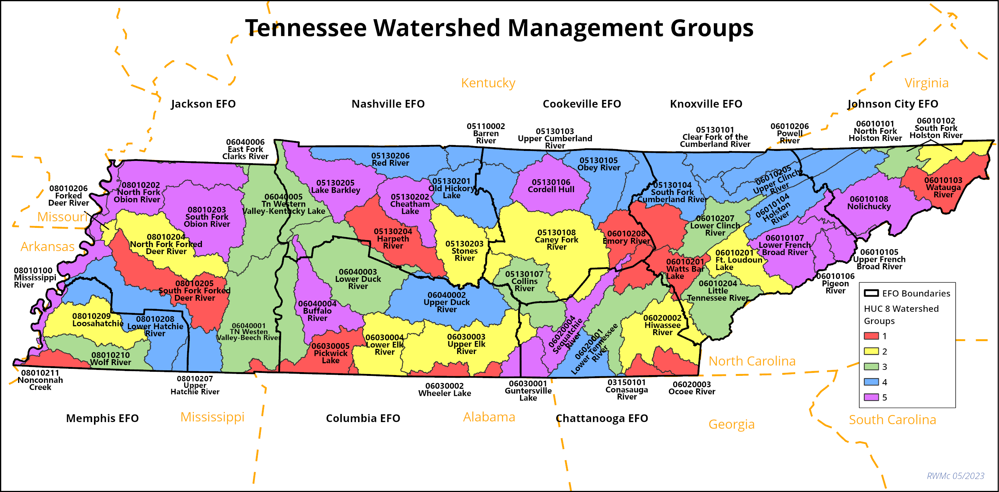 Tennessee Watershed Management Groups
Kentucky
Virginia
Jackson EFO
Nashville EFO
Cookeville EFO
Knoxville EFO
Johnson City EFO
06040006
East Fork
Clarks River
05110002
Barren
River
05130103
Upper Cumberland
River
05130101
Clear Fork of the
Cumberland River
06010206
Powell
River
06010101
North Fork
Holston River
06010102
South Fork
Holston River
08010206
Forked
Deer River
08010202
North Fork
Obion River
08010203
South Fork
Obion River
06040005
Tn Western
Valley-Kentucky Lake
05130206
Red River
05130205
Lake Barkley
05130202
Cheatham
Lake
05130201
Old Hickory
Lake
05130106
Cordell Hull
05130105
Obey River
05130104
South Fork
Cumberland River
06010205
Upper Clinch
River
06010104
Holston
River
06010103
Watauga
River
06010108
Nolichucky
Missouri
Arkansas
08010204
North Fork Forked
Deer River
05130204
Harpeth
River
05130203
Stones
River
05130108
Caney Fork
River
06010208
Emory River
06010207
Lower Clinch
River
06010107
Lower French
Broad River
06010105
Upper French
Broad River
08010100
Mississippi
River
08010205
South Fork Forked
Deer River
06040003
Lower Duck
River
05130107
Collins
River
06010201
Watts Bar
Lake
06010201
Ft. Loudoun
Lake
06010106
Pigeon
River
06010204
Little
Tennessee River
06040004
Buffalo
River
06040002
Upper Duck
River
08010209
Loosahatchie
08010208
Lower Hatchie
River
06040001
TN Westen
Valley-Beech River
06030005
Pickwick
Lake
06030004
Lower Elk
River
06030003
Upper Elk
River
06020004
Sequatchie
River
06020001
Lower Tennessee
River
06020002
Hiwassee
River
08010210
Wolf River
08010211
Nonconnah
Creek
08010207
Upper
Hatchie River
06030002
Wheeler Lake
06030001
Guntersville
Lake
03150101
Conasauga
River
06020003
Ocoee River
North Carolina
Memphis EFO
Mississippi
Columbia EFO
Alabama
Chattanooga EFO
Georgia
South Carolina
EFO Boundaries
HUC 8 Watershed
Groups
1
2
3
4
5
RWMc 05/2023